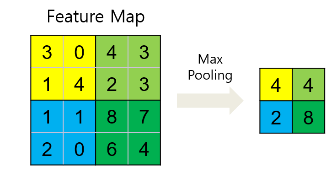 Feature Map
3 0 4 3
1 4 2 3
1 1 8 7
2 0 6 4
Max
Pooling
4 4
2 8